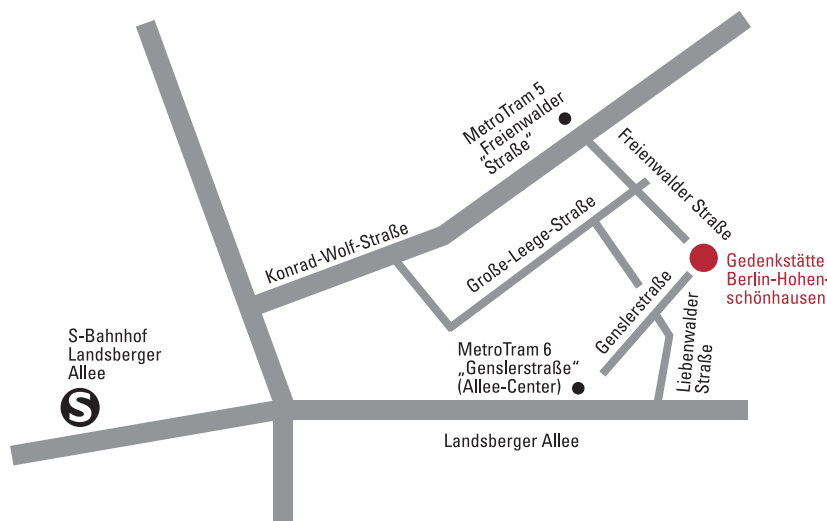 MetroTram 5
„Freienwalder
Straße“
Freienwalder Straße
Konrad-Wolf-Straße
Große-Leege-Straße
Gedenkstätte
Berlin-Hohen-
schönhausen
Genslerstraße
Liebenwalder
Straße
S-Bahnhof
Landsberger
Allee
S
MetroTram 6
„Genslerstraße“
(Allee-Center)
Landsberger Allee